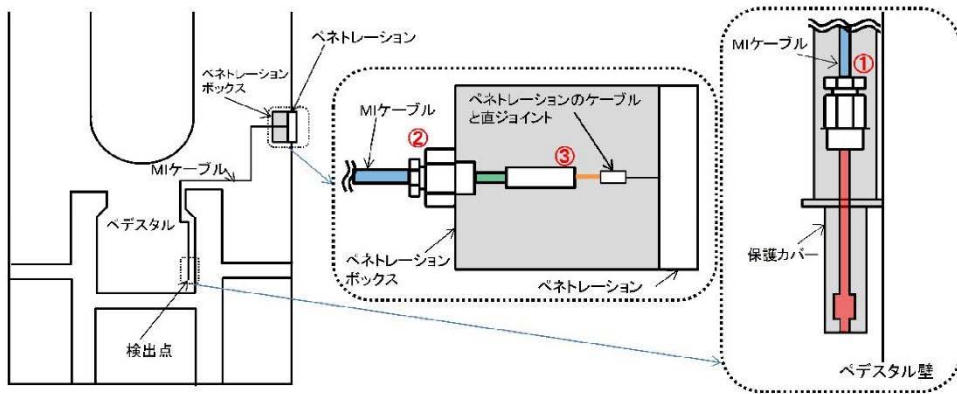 ペネトレーション
ペネトレーション
ボックス
MIケーブル
ペデスタル
検出点
MIケーブル
②
ペネトレーションのケーブル
と直ジョイント
③
ペネトレーション
ボックス
ペネトレーション
MIケーブル
①
保護カバー
ペデスタル壁